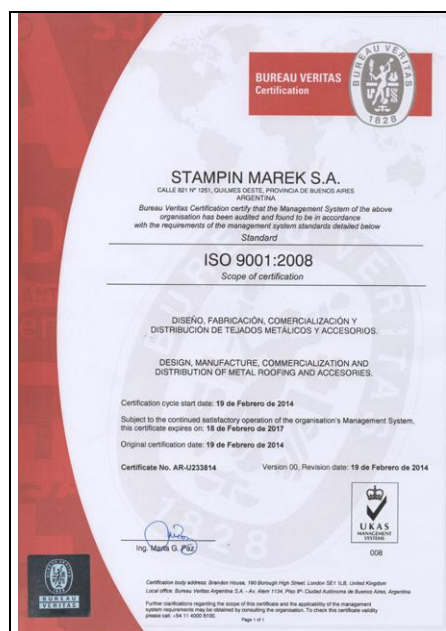 BUREAU VERITAS
Certification
BUREAU VERITAS
1828
STAMPIN MAREK S.A.
CALLE 821 Nº 1251, QUILMES OESTE, PROVINCIA DE BUENOS AIRES
ARGENTINA
Bureau Veritas Certification certify that the Management System of the above
organisation has been audited and found to be in accordance
with the requirements of the management system standards detailed below
Standard
ISO 9001:2008
Scope of certification
DISEÑO, FABRICACIÓN, COMERCIALIZACIÓN Y
DISTRIBUCIÓN DE TEJADOS METÁLICOS Y ACCESORIOS.
DESIGN, MANUFACTURE, COMMERCIALIZATION AND
DISTRIBUTION OF METAL ROOFING AND ACCESORIES.
Certification cycle start date: 19 de Febrero de 2014
Subject to the continued satisfactory operation of the organisation's Management System,
this certificate expires on: 18 de Febrero de 2017
Original certification date: 19 de Febrero de 2014
Certificate No. AR-U233814 Version 00, Revision date: 19 de Febrero de 2014
Ing. Marta G. Paz
UKAS
MANAGEMENT
SYSTEMS
008
Certification body address: Brandon House, 180 Borough High Street, London SE1 1LB, United Kingdom
Local office: Bureau Veritas Argentina S.A. - Av. Alem 1134, Piso 9º- Ciudad Autónoma de Buenos Aires, Argentina
Further clarifications regarding the scope of this certificate and the applicability of the management
system requirements may be obtained by consulting the organisation. To check this certificate validity
please call: +54 11 4000 8100.
Page 1 of 1
BUREAU
VERITAS